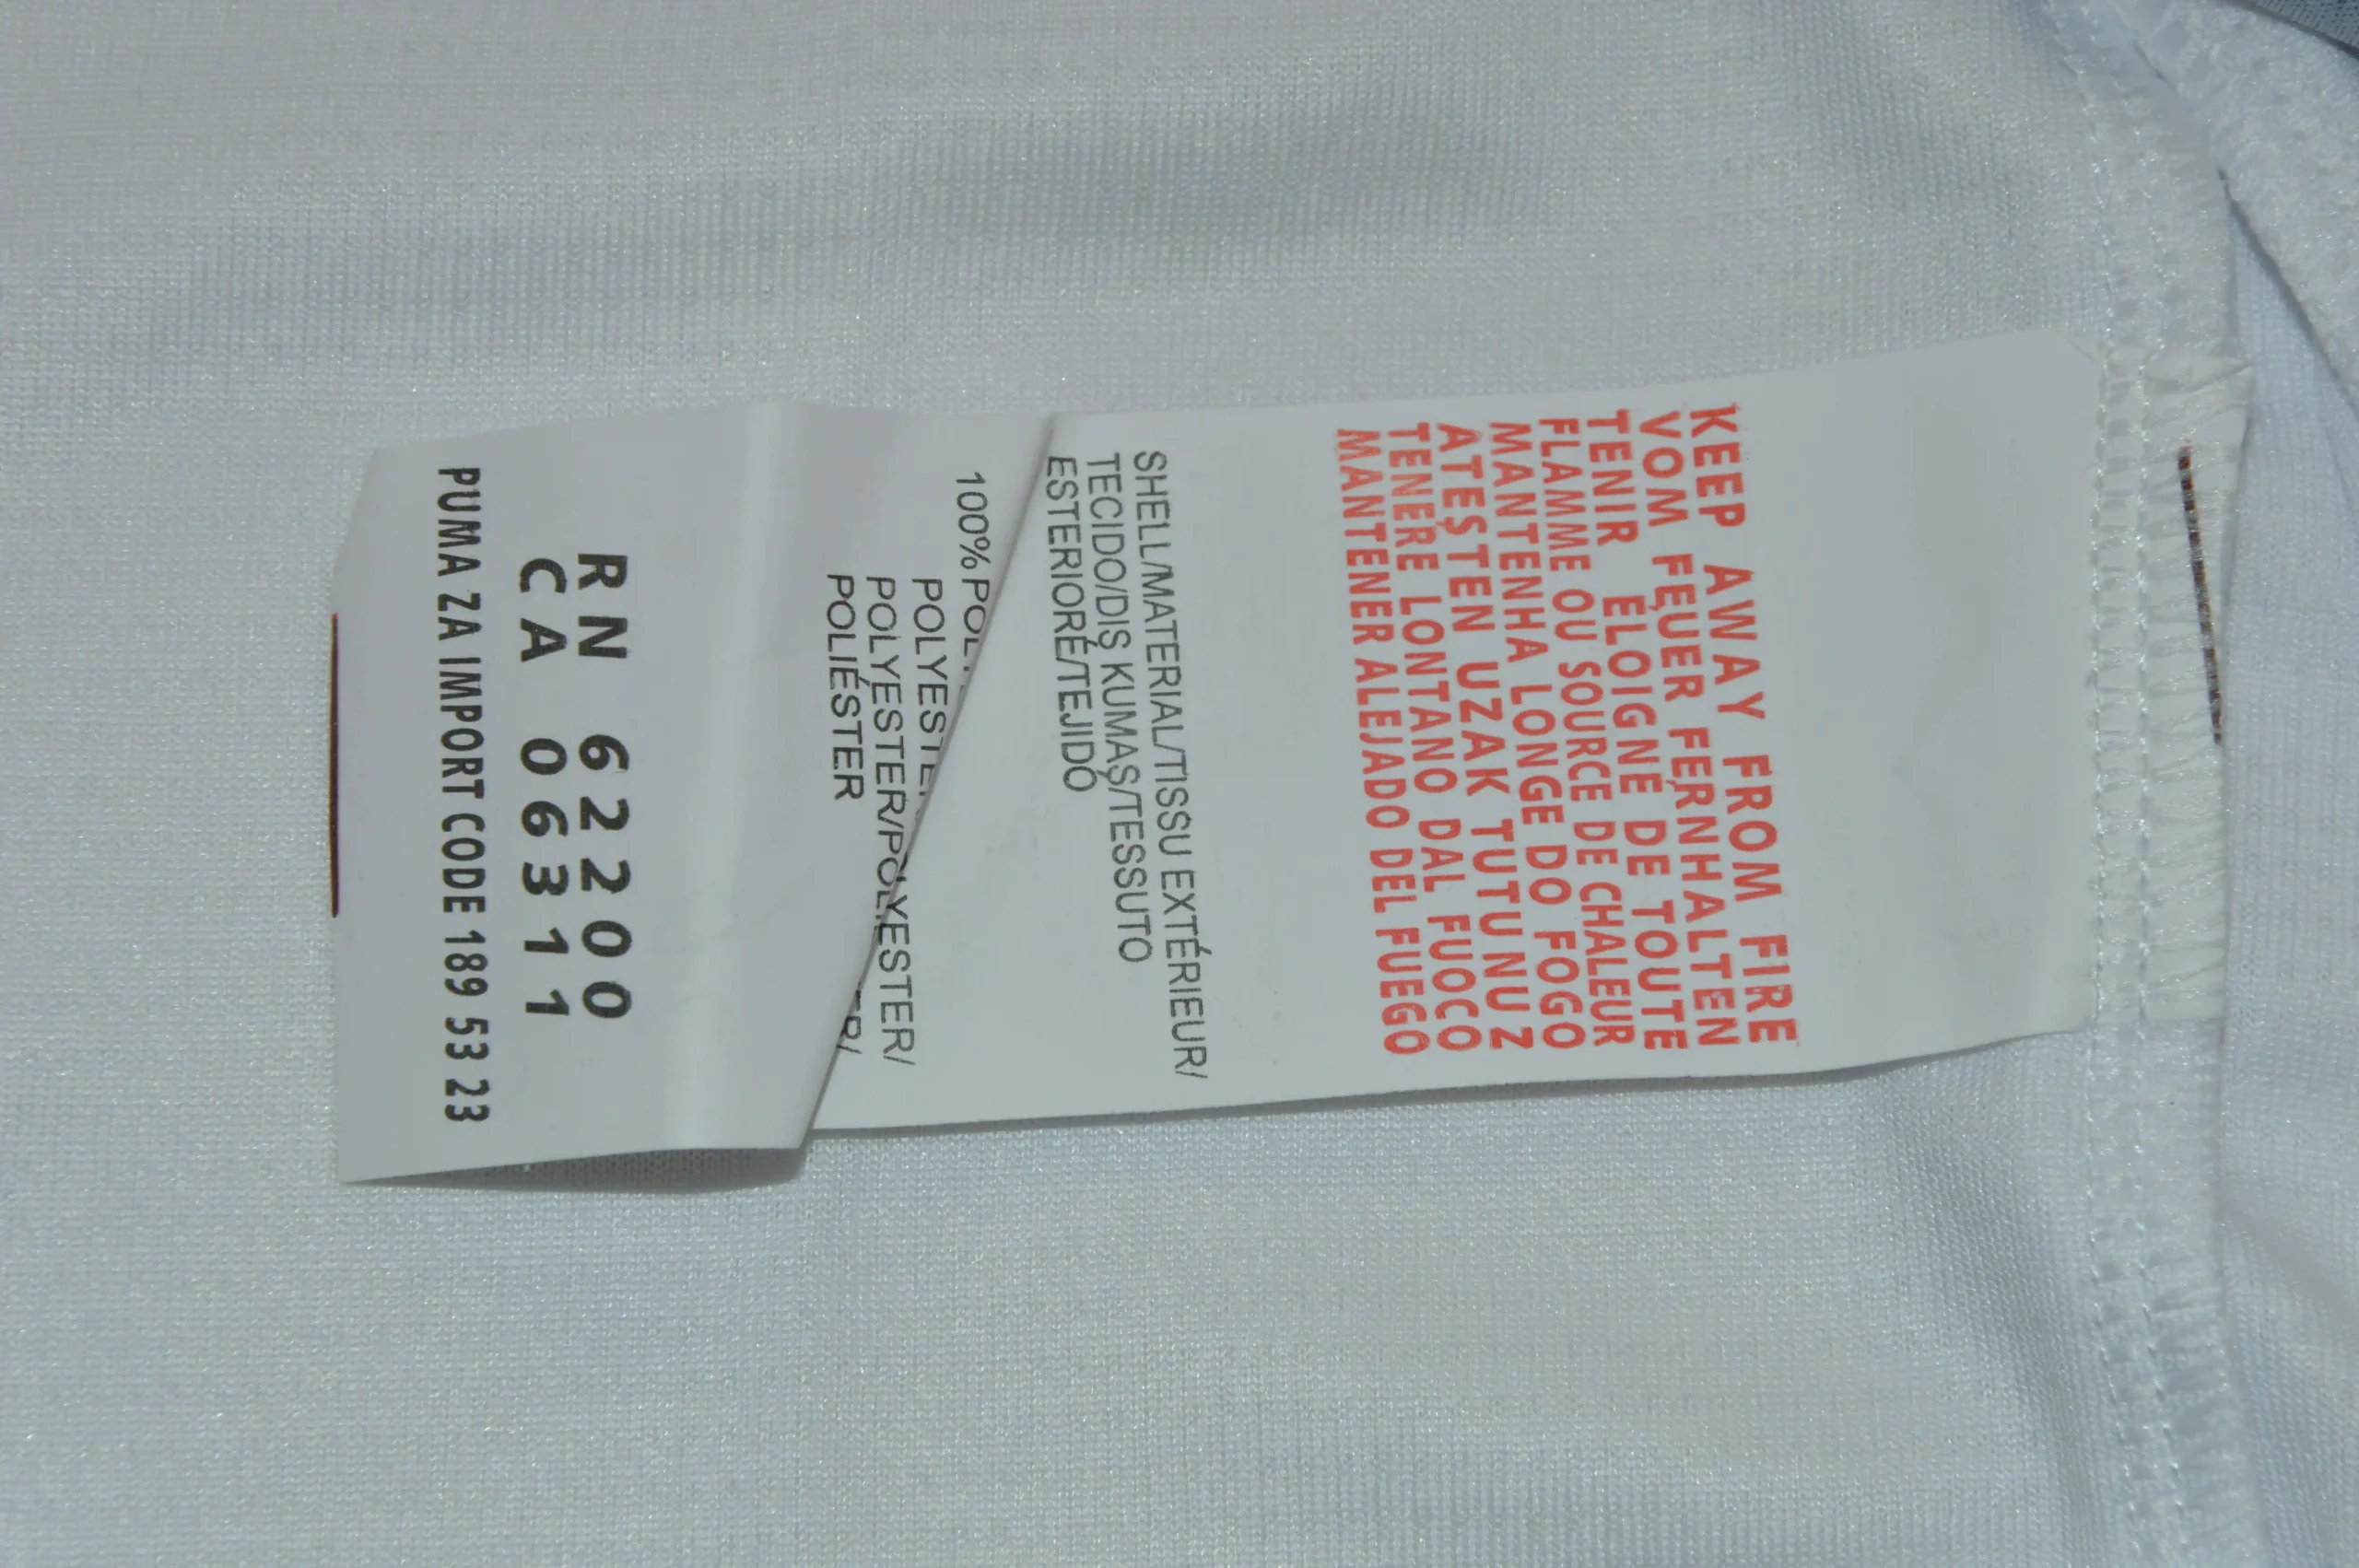 KEEP AWAY FROM FIRE
VOM FEUER FERNHALTEN
TENIR ÉLOIGNÉ DE TOUTE
FLAMME OU SOURCE DE CHALEUR
MANTENHA LONGE DO FOGO
ATEŞTEN UZAK TUTUNUZ
TENERE LONTANO DAL FUOCO
MANTENER ALEJADO DEL FUEGO
SHELL/MATERIAL/TISSU EXTÉRIEUR/
TECIDO/DIŞ KUMAŞ/TESSUTO
ESTERIORE/TEJIDO
100%
POLYESTER/POLYESTER/
POLIÉSTER
RN 62200
CA 06311
PUMA ZA IMPORT CODE 189 53 23